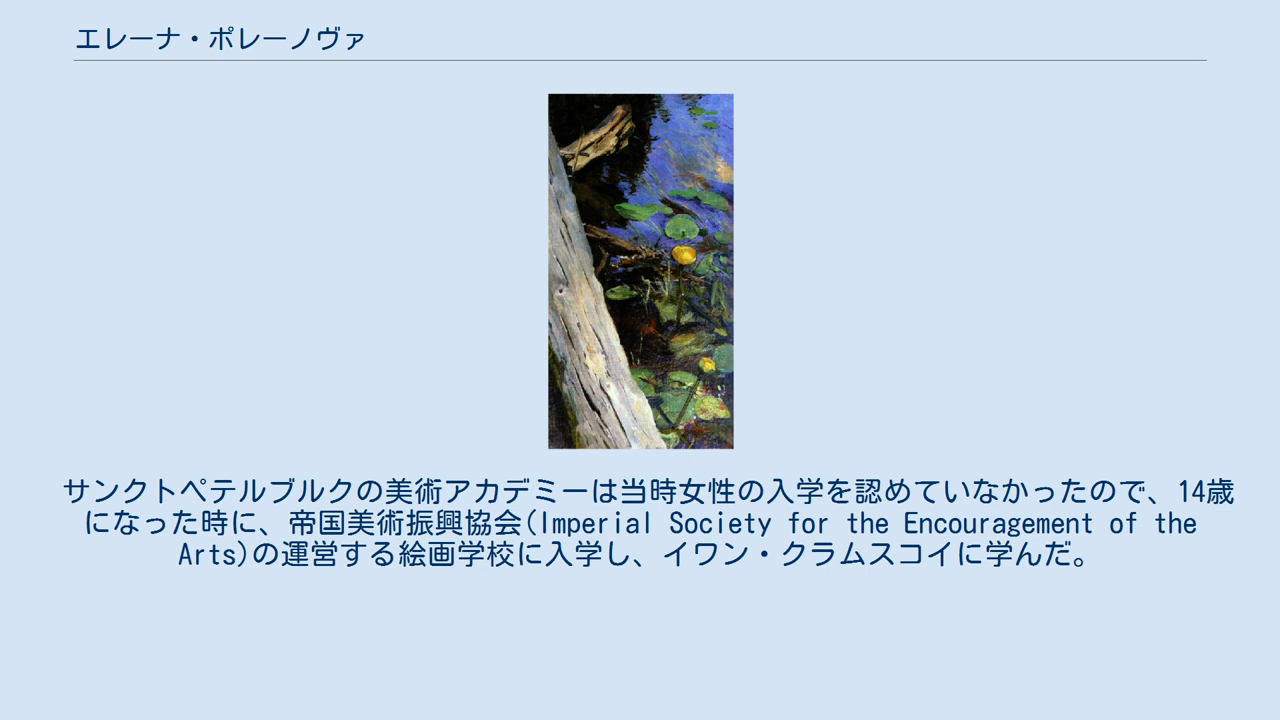 エレーナ・ポレーノヴァ
サンクトペテルブルクの美術アカデミーは当時女性の入学を認めていなかったので、14歳
になった時に、帝国美術振興協会(Imperial Society for the Encouragement of the
Arts)の運営する絵画学校に入学し、イワン・クラムスコイに学んだ。